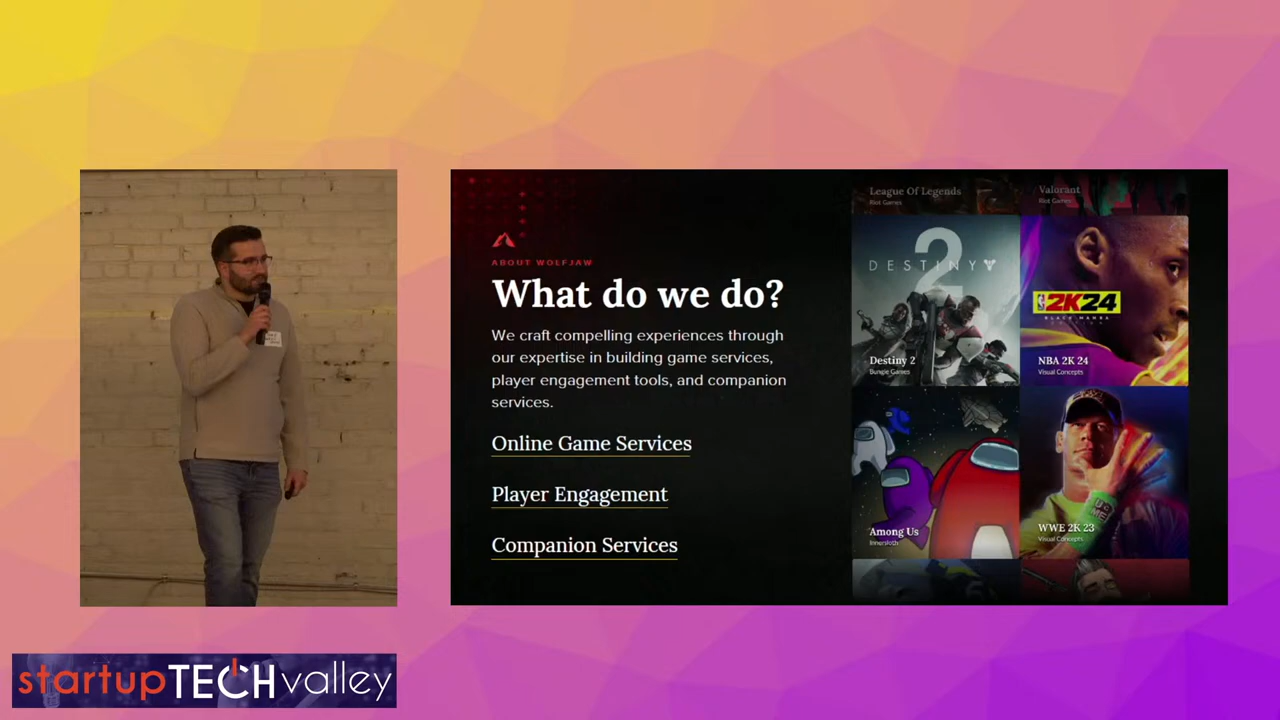 League Of Legends
Riot Games
Valorant
Riot Games
ABOUT WOLFJAW
What do we do?
We craft compelling experiences through
our expertise in building game services,
player engagement tools, and companion
services.
Online Game Services
Player Engagement
Companion Services
2
DESTINY
Destiny 2
Bungie Games
2K24
BLACK MAMBA
EDITION
NBA 2K 24
Visual Concepts
Among Us
Innersloth
WWE 2K 23
Visual Concepts
startupTECHvalley